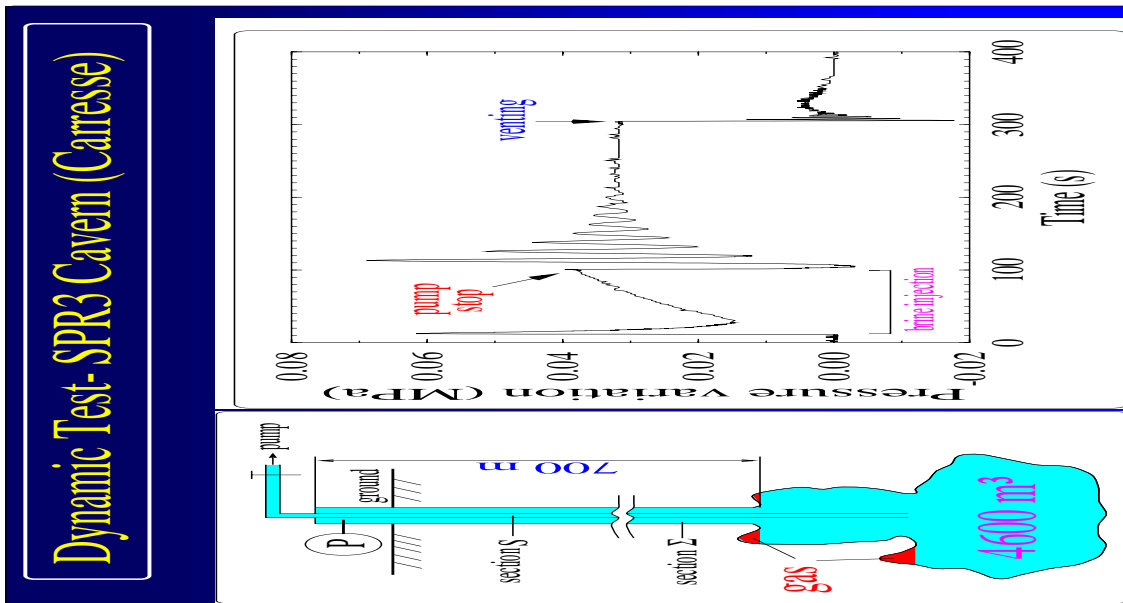 Dynamic Test- SPR3 Cavern (Carresse)
pump
ground
P
700 m
section S
section Σ
gas
4600 m³
Pressure variation (MPa)
0.08
0.06
0.04
0.02
0.00
-0.02
pump
stop
venting
brine injection
0
100
200
300
400
Time (s)